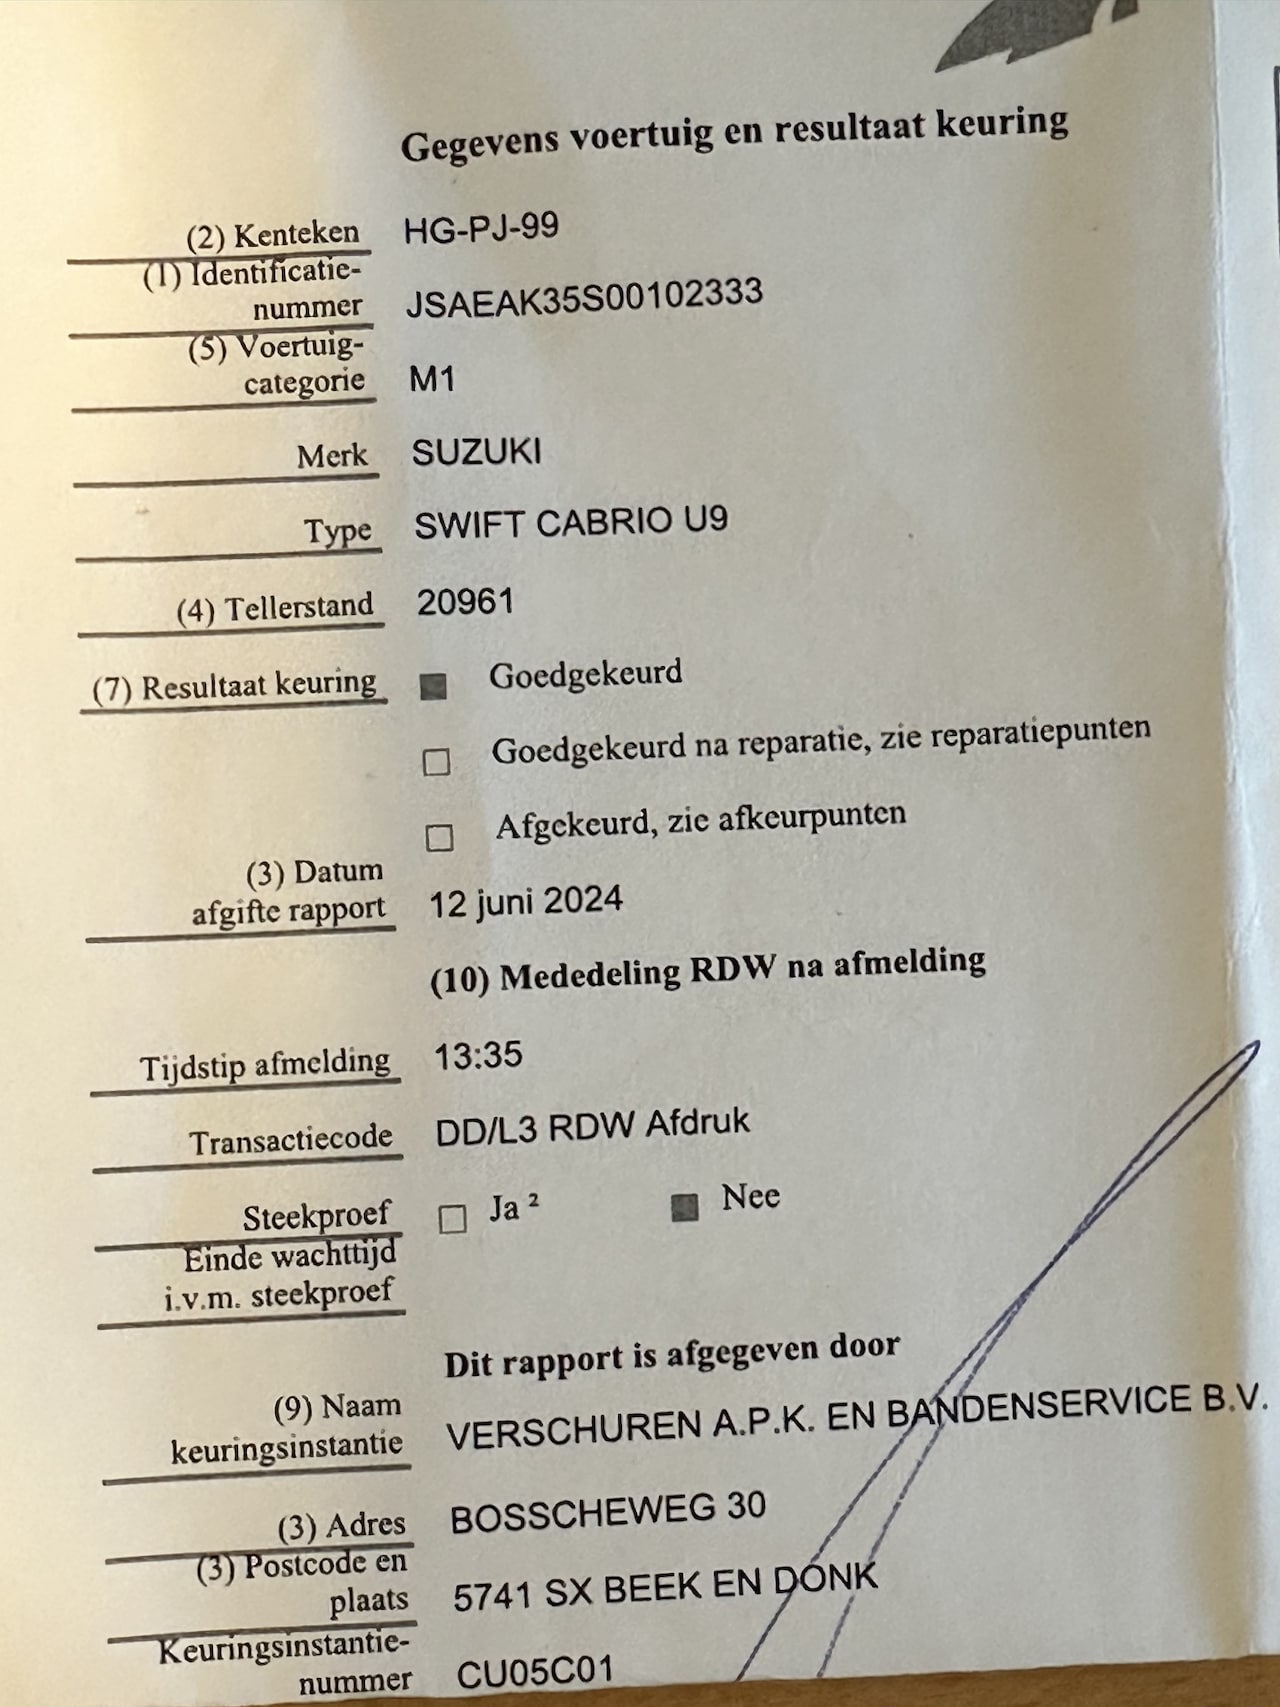 Gegevens voertuig en resultaat keuring
(2) Kenteken HG-PJ-99
(1) Identificatie-
nummer JSAEAK35S00102333
(5) Voertuig-
categorie M1
Merk SUZUKI
Type SWIFT CABRIO U9
(4) Tellerstand 20961
(7) Resultaat keuring Goedgekeurd
Goedgekeurd na reparatie, zie reparatiepunten
Afgekeurd, zie afkeurpunten
(3) Datum
afgifte rapport 12 juni 2024
(10) Mededeling RDW na afmelding
Tijdstip afmelding 13:35
Transactiecode DD/L3 RDW Afdruk
Steekproef Ja ² Nee
Einde wachttijd
i.v.m. steekproef
Dit rapport is afgegeven door
(9) Naam
keuringsinstantie VERSCHUREN A.P.K. EN BANDENSERVICE B.V.
(3) Adres BOSSCHEWEG 30
(3) Postcode en
plaats 5741 SX BEEK EN DONK
Keuringsinstantie-
nummer CU05C01